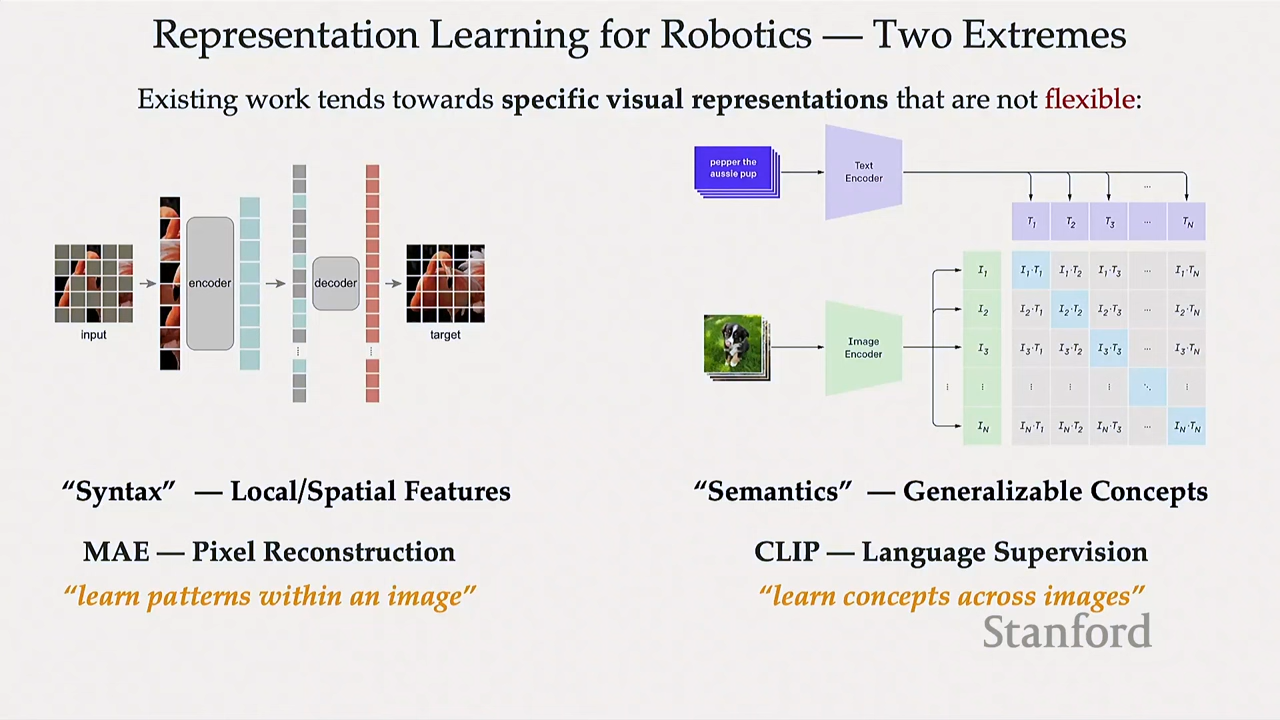 Representation Learning for Robotics — Two Extremes
Existing work tends towards specific visual representations that are not flexible:
input
encoder
decoder
target
pepper the
aussie pup
Text
Encoder
...
T1 T2 T3 ... TN
Image
Encoder
I1 I1·T1 I1·T2 I1·T3 ... I1·TN
I2 I2·T1 I2·T2 I2·T3 ... I2·TN
I3 I3·T1 I3·T2 I3·T3 ... I3·TN
⋮ ⋮ ⋮ ⋮ ⋮ ⋱ ⋮
IN IN·T1 IN·T2 IN·T3 ... IN·TN
“Syntax” — Local/Spatial Features
MAE — Pixel Reconstruction
“learn patterns within an image”
“Semantics” — Generalizable Concepts
CLIP — Language Supervision
“learn concepts across images”
Stanford